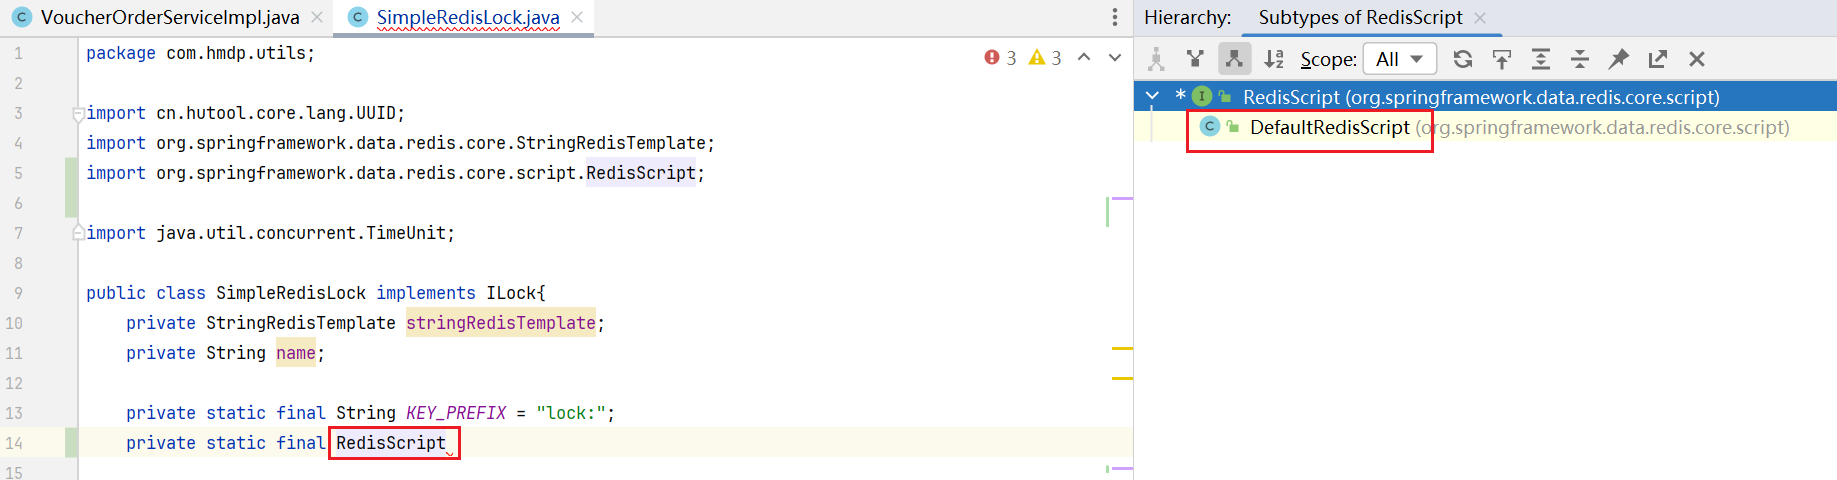 VoucherOrderServiceImpl.java SimpleRedisLock.java
Hierarchy: Subtypes of RedisScript
3 3
Scope: All
1 package com.hmdp.utils;
2
3 import cn.hutool.core.lang.UUID;
4 import org.springframework.data.redis.core.StringRedisTemplate;
5 import org.springframework.data.redis.core.script.RedisScript;
6
7 import java.util.concurrent.TimeUnit;
8
9 public class SimpleRedisLock implements ILock{
10 private StringRedisTemplate stringRedisTemplate;
11 private String name;
12
13 private static final String KEY_PREFIX = "lock:";
14 private static final RedisScript
15
RedisScript (org.springframework.data.redis.core.script)
DefaultRedisScript (org.springframework.data.redis.core.script)